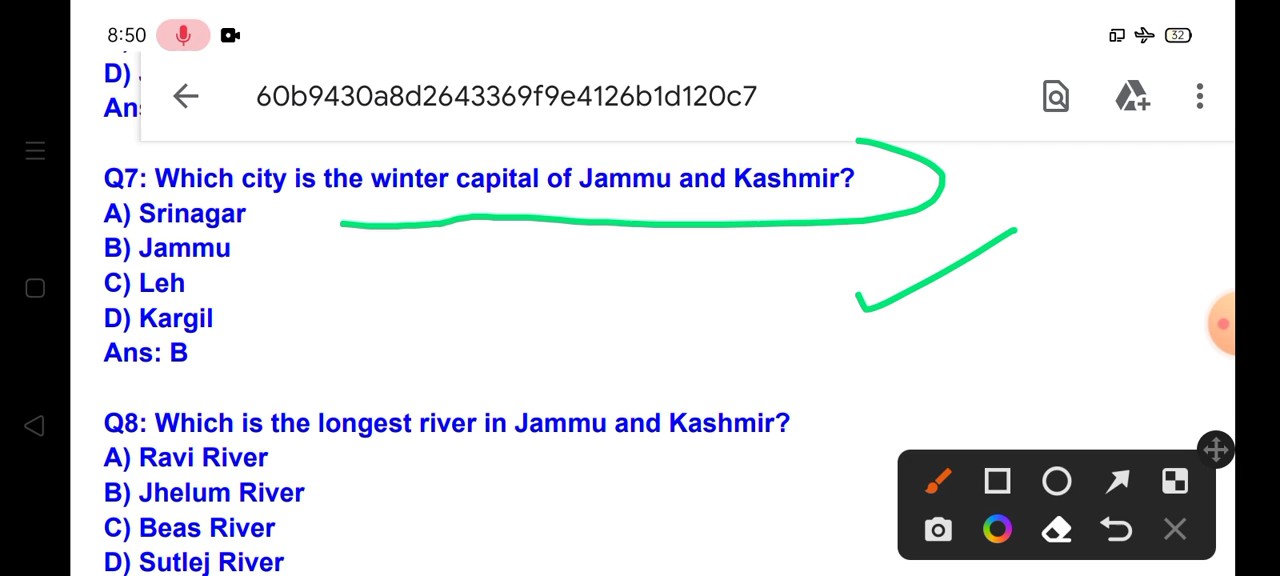 8:50
32
D)
An
60b9430a8d2643369f9e4126b1d120c7
Q7: Which city is the winter capital of Jammu and Kashmir?
A) Srinagar
B) Jammu
C) Leh
D) Kargil
Ans: B
Q8: Which is the longest river in Jammu and Kashmir?
A) Ravi River
B) Jhelum River
C) Beas River
D) Sutlej River